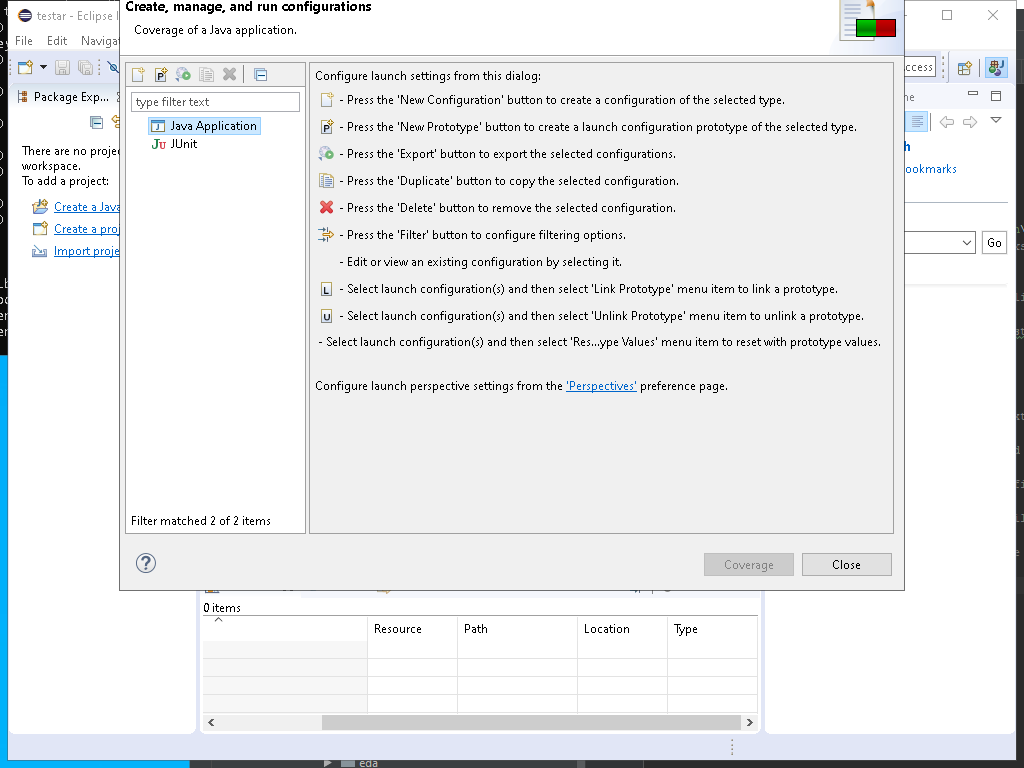 Create, manage, and run configurations
Coverage of a Java application.
testar - Eclipse I
File Edit Naviga
ccess
Package Exp...
There are no proje
workspace.
To add a project:
Create a Java
Create a proj
Import proje
type filter text
Java Application
JUnit
Filter matched 2 of 2 items
Configure launch settings from this dialog:
- Press the 'New Configuration' button to create a configuration of the selected type.
- Press the 'New Prototype' button to create a launch configuration prototype of the selected type.
- Press the 'Export' button to export the selected configurations.
- Press the 'Duplicate' button to copy the selected configuration.
- Press the 'Delete' button to remove the selected configuration.
- Press the 'Filter' button to configure filtering options.
- Edit or view an existing configuration by selecting it.
- Select launch configuration(s) and then select 'Link Prototype' menu item to link a prototype.
- Select launch configuration(s) and then select 'Unlink Prototype' menu item to unlink a prototype.
- Select launch configuration(s) and then select 'Res...ype Values' menu item to reset with prototype values.
Configure launch perspective settings from the 'Perspectives' preference page.
Coverage
Close
ne
h
ookmarks
Go
0 items
Resource Path Location Type
eda